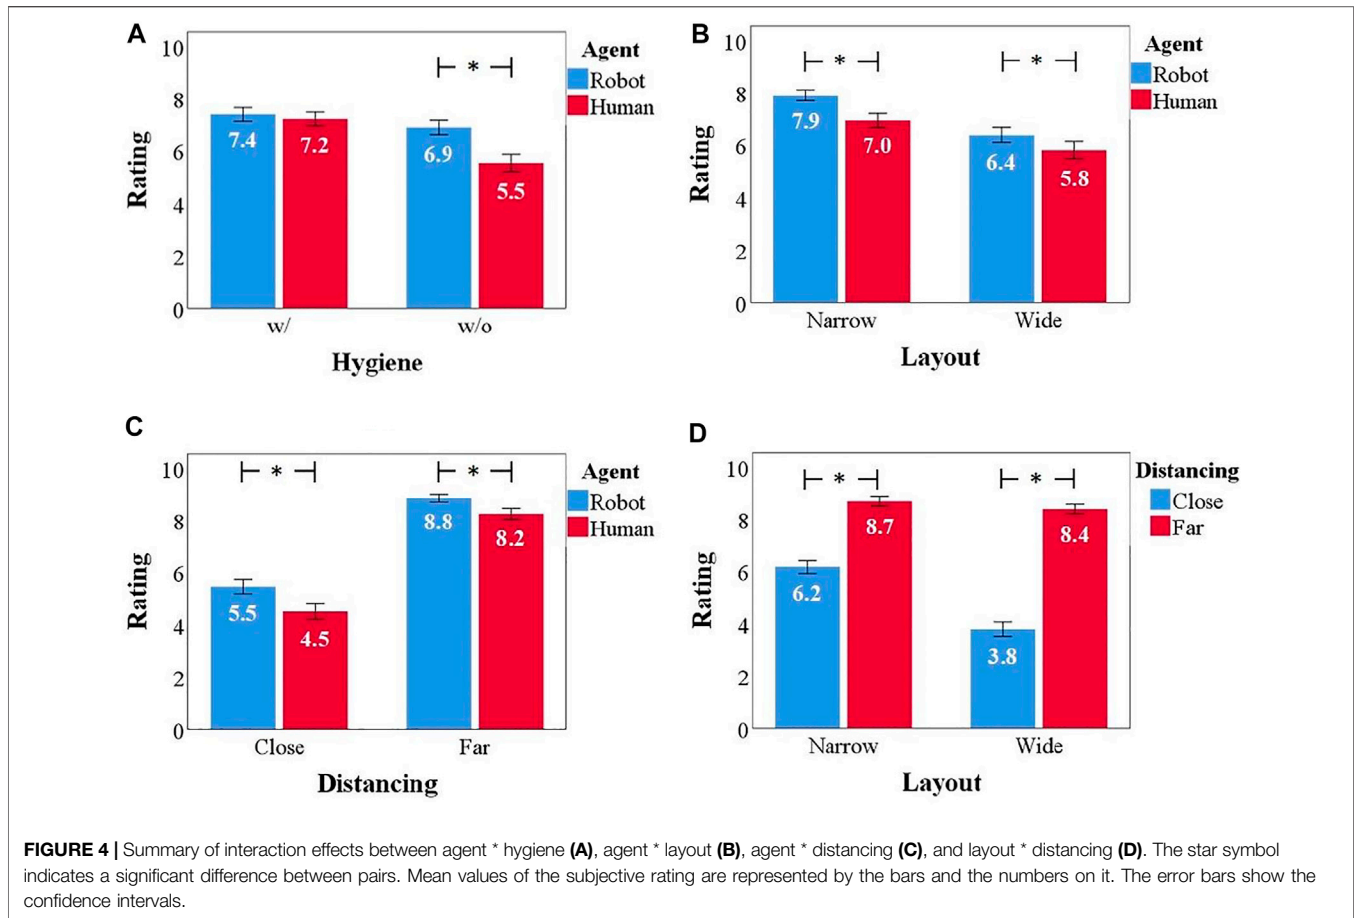 A
10
8
6
4
2
0
Rating
*
7.4
7.2
6.9
5.5
w/
w/o
Hygiene
Agent
Robot
Human
B
10
8
6
4
2
0
Rating
*
*
7.9
7.0
6.4
5.8
Narrow
Wide
Layout
Agent
Robot
Human
C
10
8
6
4
2
0
Rating
*
*
5.5
4.5
8.8
8.2
Close
Far
Distancing
Agent
Robot
Human
D
10
8
6
4
2
0
Rating
*
*
6.2
8.7
3.8
8.4
Narrow
Wide
Layout
Distancing
Close
Far
FIGURE 4 | Summary of interaction effects between agent * hygiene (A), agent * layout (B), agent * distancing (C), and layout * distancing (D). The star symbol
indicates a significant difference between pairs. Mean values of the subjective rating are represented by the bars and the numbers on it. The error bars show the
confidence intervals.